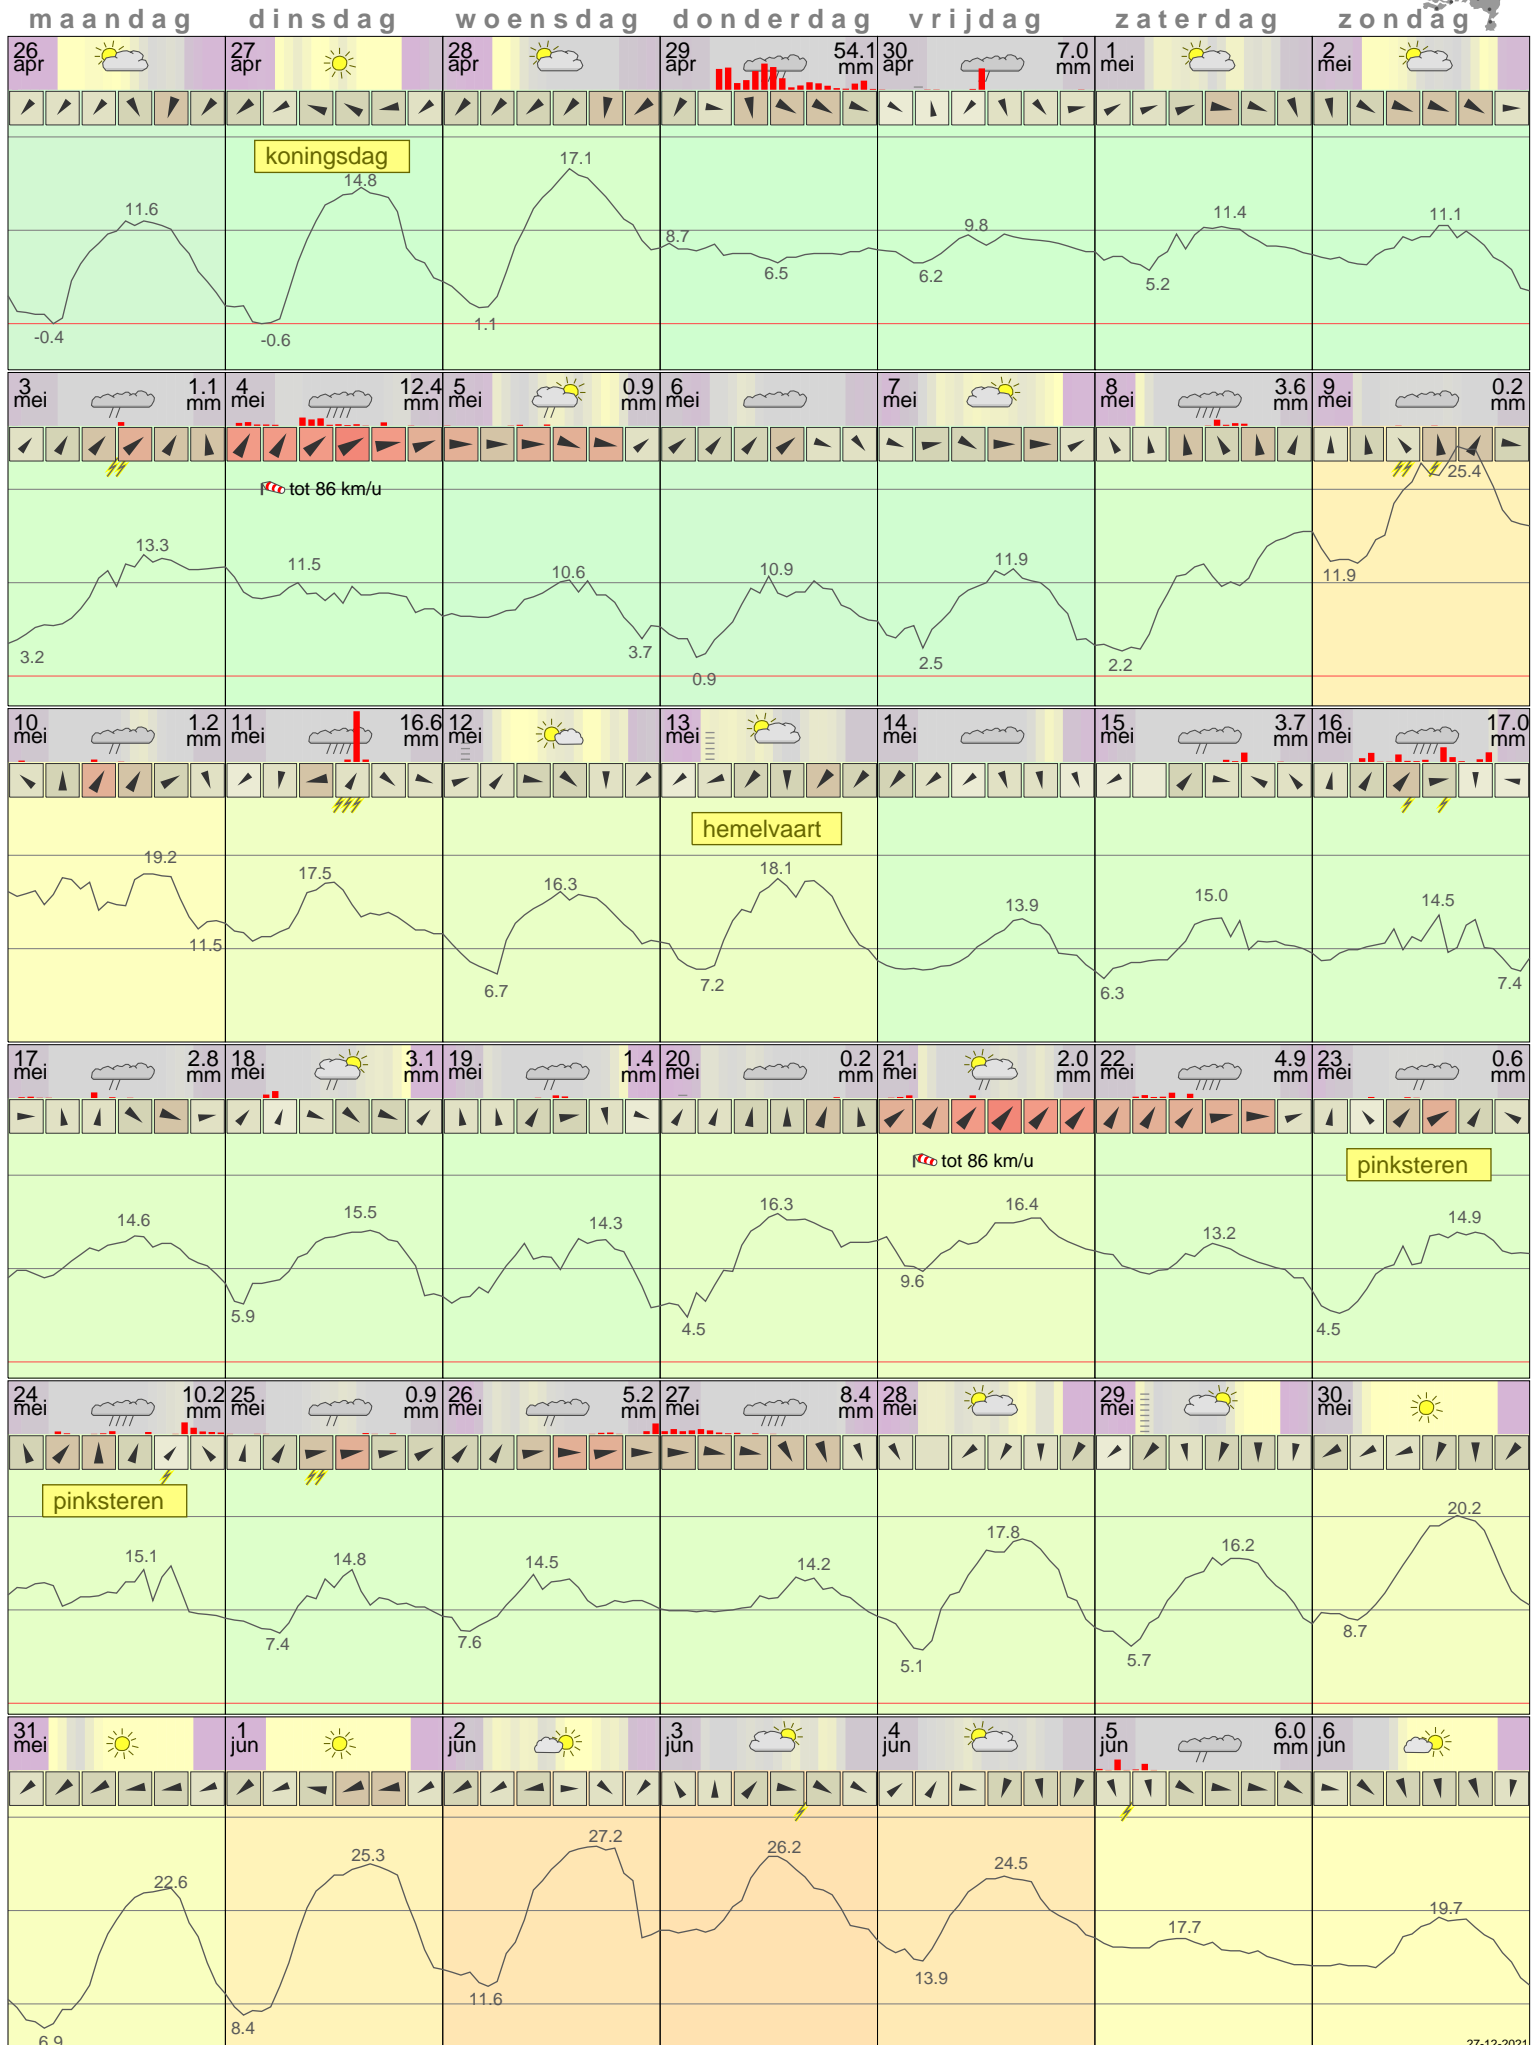 maandag dinsdag woensdag donderdag vrijdag zaterdag zondag
26 apr 27 apr 28 apr 29 apr 54.1 mm 30 apr 7.0 mm 1 mei 2 mei
koningsdag
11.6 14.8 17.1 8.7 9.8 11.4 11.1
-0.4 -0.6 1.1 6.5 6.2 5.2
3 mei 1.1 mm 4 mei 12.4 mm 5 mei 0.9 mm 6 mei 7 mei 8 mei 3.6 mm 9 mei 0.2 mm
tot 86 km/u
13.3 11.5 10.6 10.9 11.9 25.4
3.2 3.7 0.9 2.5 2.2 11.9
10 mei 1.2 mm 11 mei 16.6 mm 12 mei 13 mei 14 mei 15 mei 3.7 mm 16 mei 17.0 mm
hemelvaart
19.2 17.5 16.3 18.1 13.9 15.0 14.5
11.5 6.7 7.2 6.3 7.4
17 mei 2.8 mm 18 mei 3.1 mm 19 mei 1.4 mm 20 mei 0.2 mm 21 mei 2.0 mm 22 mei 4.9 mm 23 mei 0.6 mm
tot 86 km/u pinksteren
14.6 15.5 14.3 16.3 16.4 13.2 14.9
5.9 4.5 9.6 4.5
24 mei 10.2 mm 25 mei 0.9 mm 26 mei 5.2 mm 27 mei 8.4 mm 28 mei 29 mei 30 mei
pinksteren
15.1 14.8 14.5 14.2 17.8 16.2 20.2
7.4 7.6 5.1 5.7 8.7
31 mei 1 jun 2 jun 3 jun 4 jun 5 jun 6.0 mm 6 jun
22.6 25.3 27.2 26.2 24.5 17.7 19.7
6.9 8.4 11.6 13.9
27-12-2021